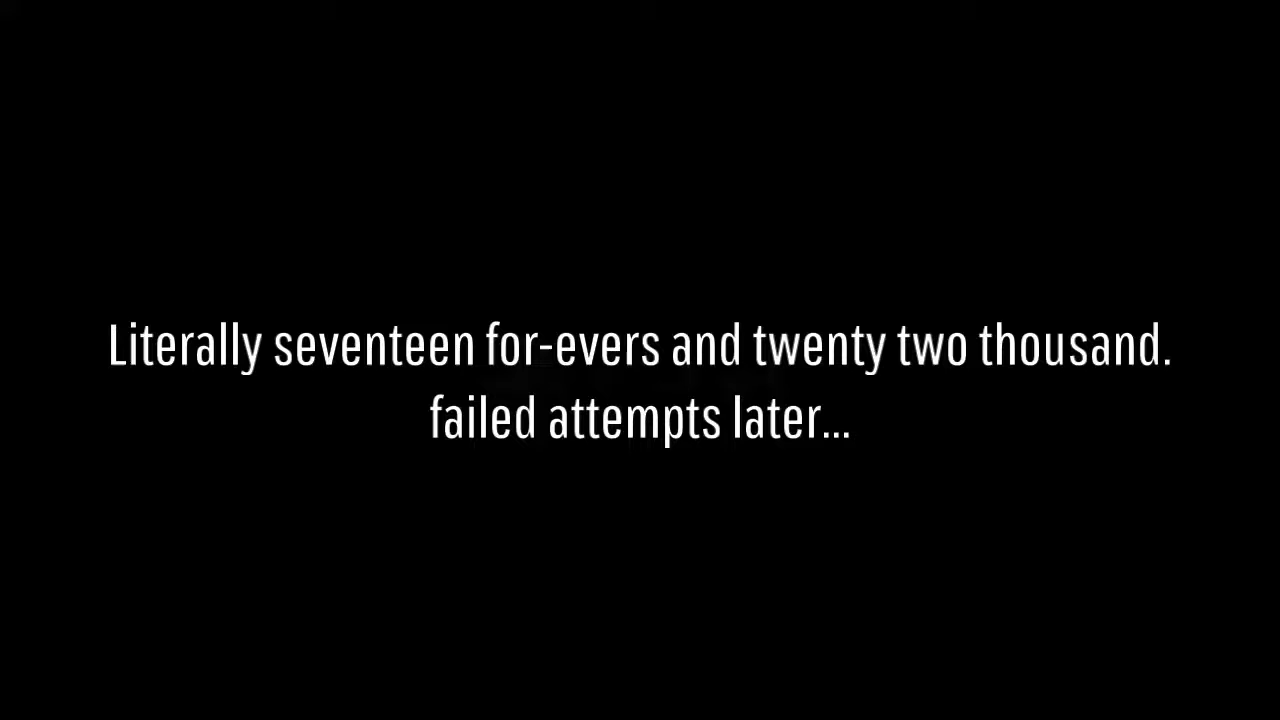 Literally seventeen for-evers and twenty two thousand.
failed attempts later...